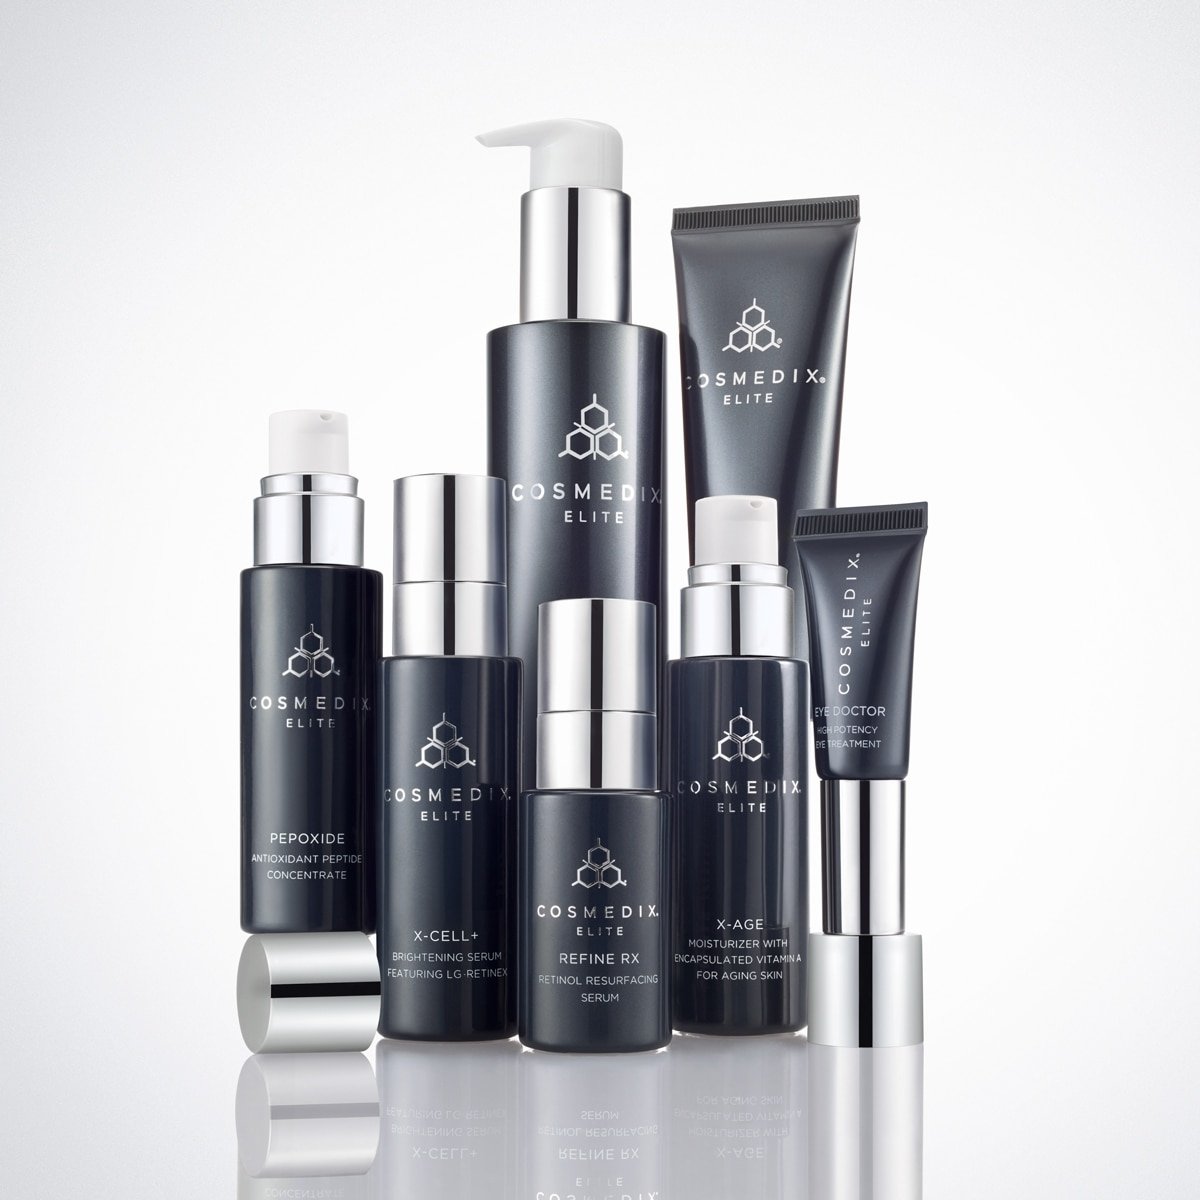 COSMEDIX
ELITE
COSMEDIX®
ELITE
COSMEDIX
ELITE
PEPOXIDE
ANTIOXIDANT PEPTIDE
CONCENTRATE
COSMEDIX
ELITE
X-CELL+
BRIGHTENING SERUM
FEATURING LG-RETINEX
COSMEDIX
ELITE
REFINE RX
RETINOL RESURFACING
SERUM
COSMEDIX
ELITE
X-AGE
MOISTURIZER WITH
ENCAPSULATED VITAMIN A
FOR AGING SKIN
COSMEDIX®
ELITE
EYE DOCTOR
HIGH POTENCY
EYE TREATMENT